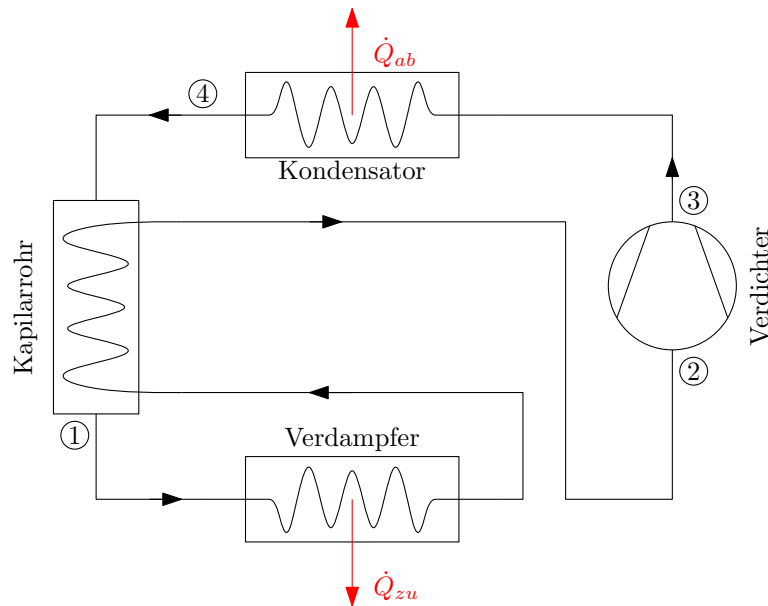 Q̇ab
④
Kondensator
③
Kapilarrohr
Verdichter
②
①
Verdampfer
Q̇zu